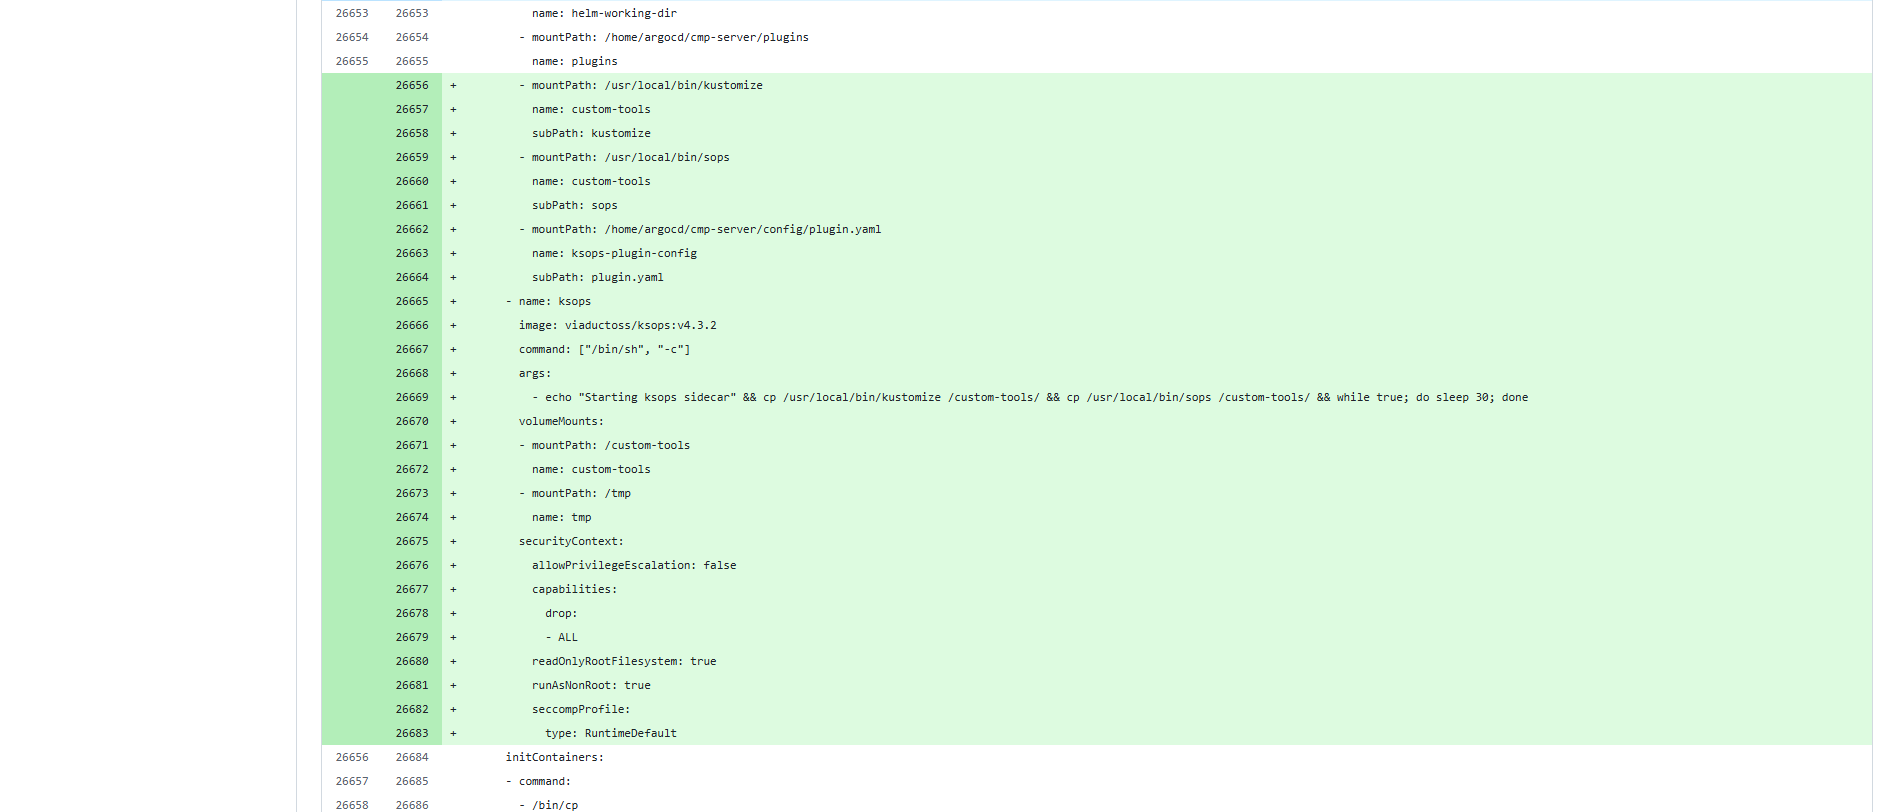 26653 26653 name: helm-working-dir
26654 26654 - mountPath: /home/argocd/cmp-server/plugins
26655 26655 name: plugins
26656 + - mountPath: /usr/local/bin/kustomize
26657 + name: custom-tools
26658 + subPath: kustomize
26659 + - mountPath: /usr/local/bin/sops
26660 + name: custom-tools
26661 + subPath: sops
26662 + - mountPath: /home/argocd/cmp-server/config/plugin.yaml
26663 + name: ksops-plugin-config
26664 + subPath: plugin.yaml
26665 + - name: ksops
26666 + image: viaductoss/ksops:v4.3.2
26667 + command: ["/bin/sh", "-c"]
26668 + args:
26669 + - echo "Starting ksops sidecar" && cp /usr/local/bin/kustomize /custom-tools/ && cp /usr/local/bin/sops /custom-tools/ && while true; do sleep 30; done
26670 + volumeMounts:
26671 + - mountPath: /custom-tools
26672 + name: custom-tools
26673 + - mountPath: /tmp
26674 + name: tmp
26675 + securityContext:
26676 + allowPrivilegeEscalation: false
26677 + capabilities:
26678 + drop:
26679 + - ALL
26680 + readOnlyRootFilesystem: true
26681 + runAsNonRoot: true
26682 + seccompProfile:
26683 + type: RuntimeDefault
26656 26684 initContainers:
26657 26685 - command:
26658 26686 - /bin/cp